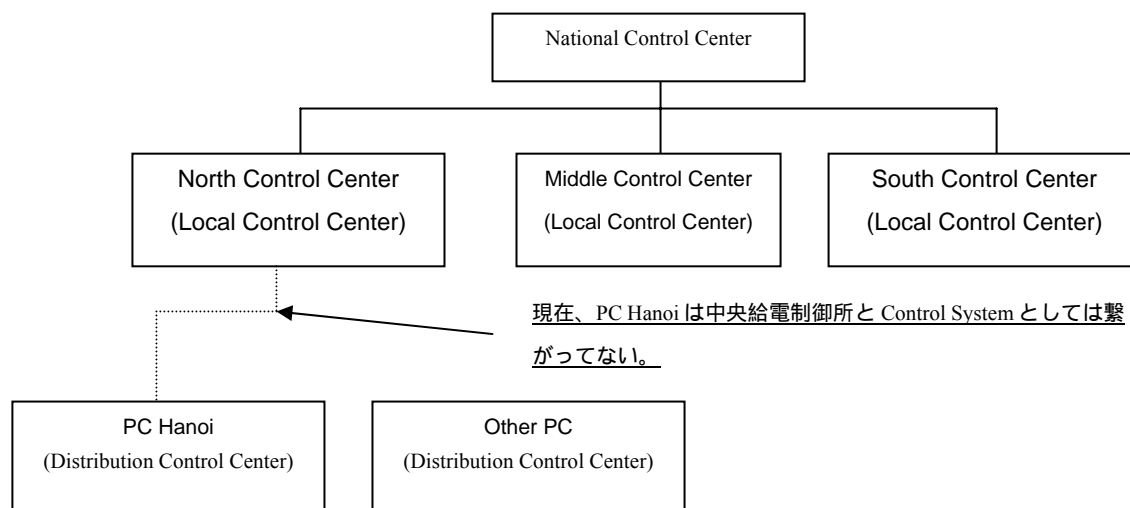 National Control Center
North Control Center
(Local Control Center)
Middle Control Center
(Local Control Center)
South Control Center
(Local Control Center)
現在、PC Hanoi は中央給電制御所と Control System としては繋
がってない。
PC Hanoi
(Distribution Control Center)
Other PC
(Distribution Control Center)